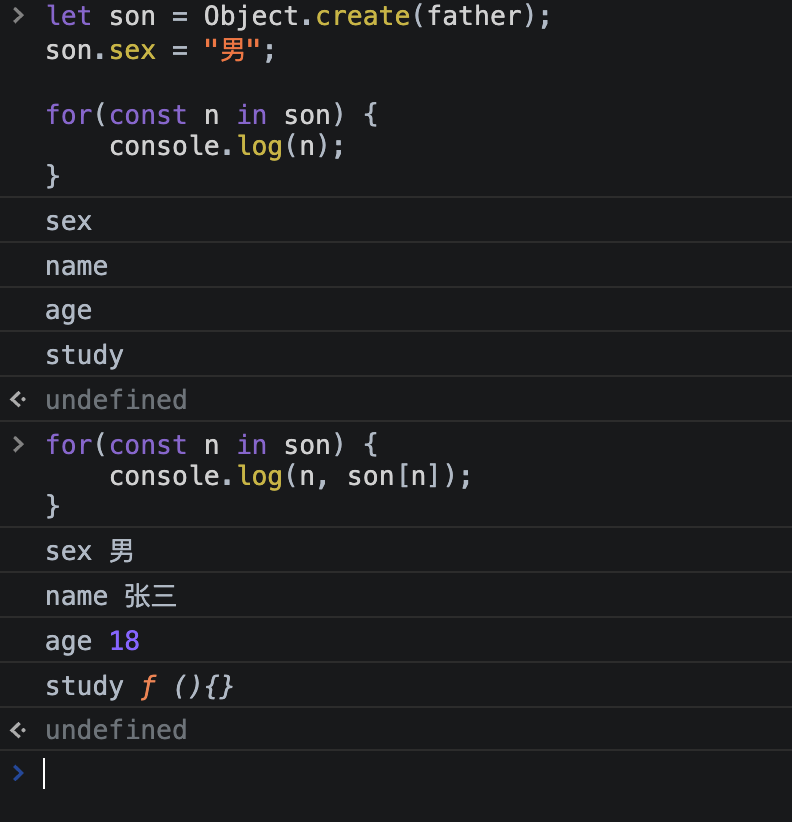 > let son = Object.create(father);
son.sex = "男";
for(const n in son) {
    console.log(n);
}
sex
name
age
study
undefined
> for(const n in son) {
    console.log(n, son[n]);
}
sex 男
name 张三
age 18
study ƒ (){}
undefined
>